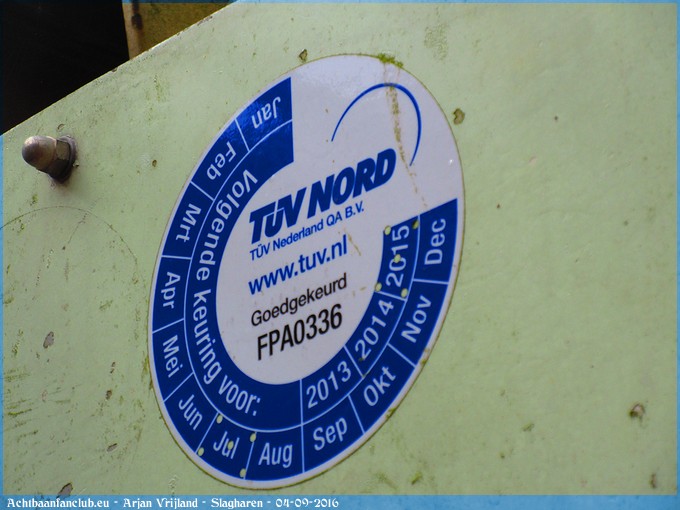 TÜV NORD
TÜV Nederland QA B.V.
www.tuv.nl
Goedgekeurd
FPA0336
Volgende keuring voor:
2013 2014 2015
Jan Feb Mrt Apr Mei Jun Jul Aug Sep Okt Nov Dec
Achtbaanfanclub.eu - Arjan Vrijland - Slagharen - 04-09-2016